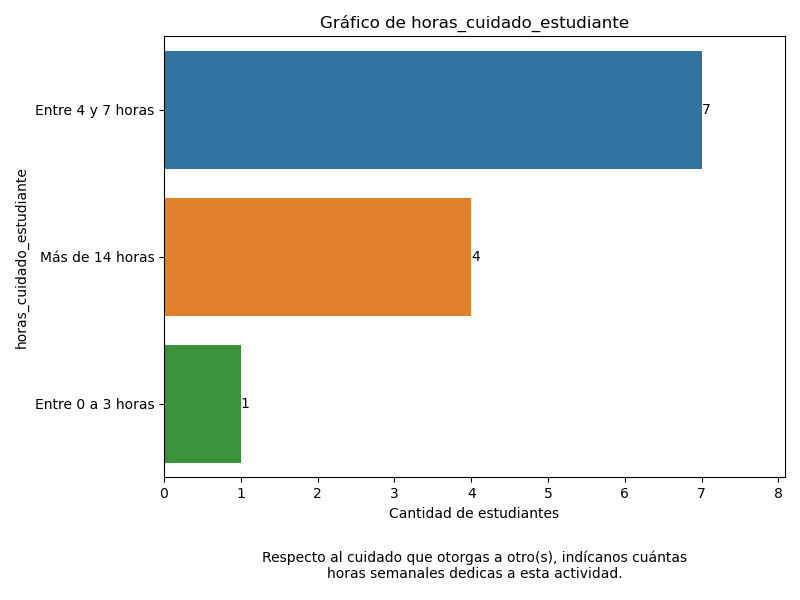 Gráfico de horas_cuidado_estudiante
horas_cuidado_estudiante
Entre 4 y 7 horas
7
Más de 14 horas
4
Entre 0 a 3 horas
1
0 1 2 3 4 5 6 7 8
Cantidad de estudiantes
Respecto al cuidado que otorgas a otro(s), indícanos cuántas
horas semanales dedicas a esta actividad.